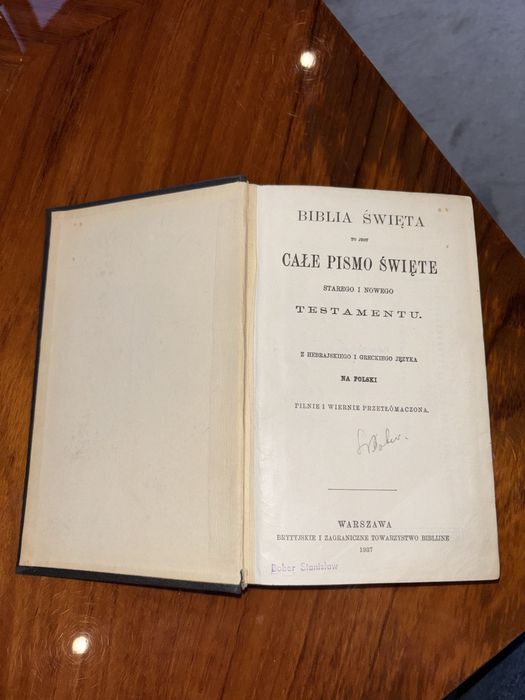 BIBLIA ŚWIĘTA
TO JEST
CAŁE PISMO ŚWIĘTE
STAREGO I NOWEGO
TESTAMENTU.
Z HEBRAJSKIEGO I GRECKIEGO JĘZYKA
NA POLSKI
PILNIE I WIERNIE PRZETŁÓMACZONA.
WARSZAWA
BRYTYJSKIE I ZAGRANICZNE TOWARZYSTWO BIBLIJNE
1937
Bober Stanisław